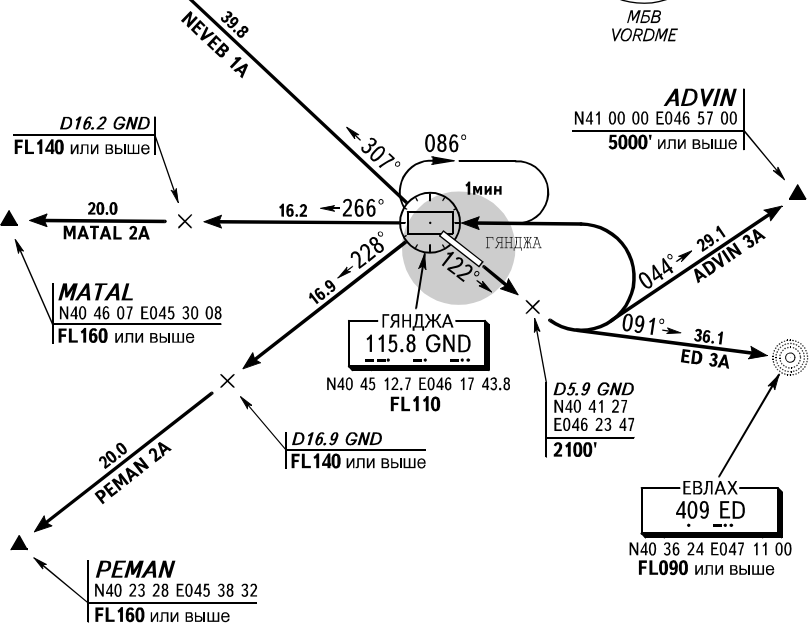 МБВ
VORDME
39.8
NEVEB 1A
ADVIN
N41 00 00 E046 57 00
5000' или выше
D16.2 GND
FL140 или выше
307°
086°
1мин
20.0
MATAL 2A
16.2
266°
ГЯНДЖА
228°
16.9
122°
044°
29.1
ADVIN 3A
MATAL
N40 46 07 E045 30 08
FL160 или выше
ГЯНДЖА
115.8 GND
N40 45 12.7 E046 17 43.8
FL110
091°
36.1
ED 3A
D5.9 GND
N40 41 27
E046 23 47
2100'
D16.9 GND
FL140 или выше
20.0
PEMAN 2A
ЕВЛАХ
409 ED
N40 36 24 E047 11 00
FL090 или выше
PEMAN
N40 23 28 E045 38 32
FL160 или выше